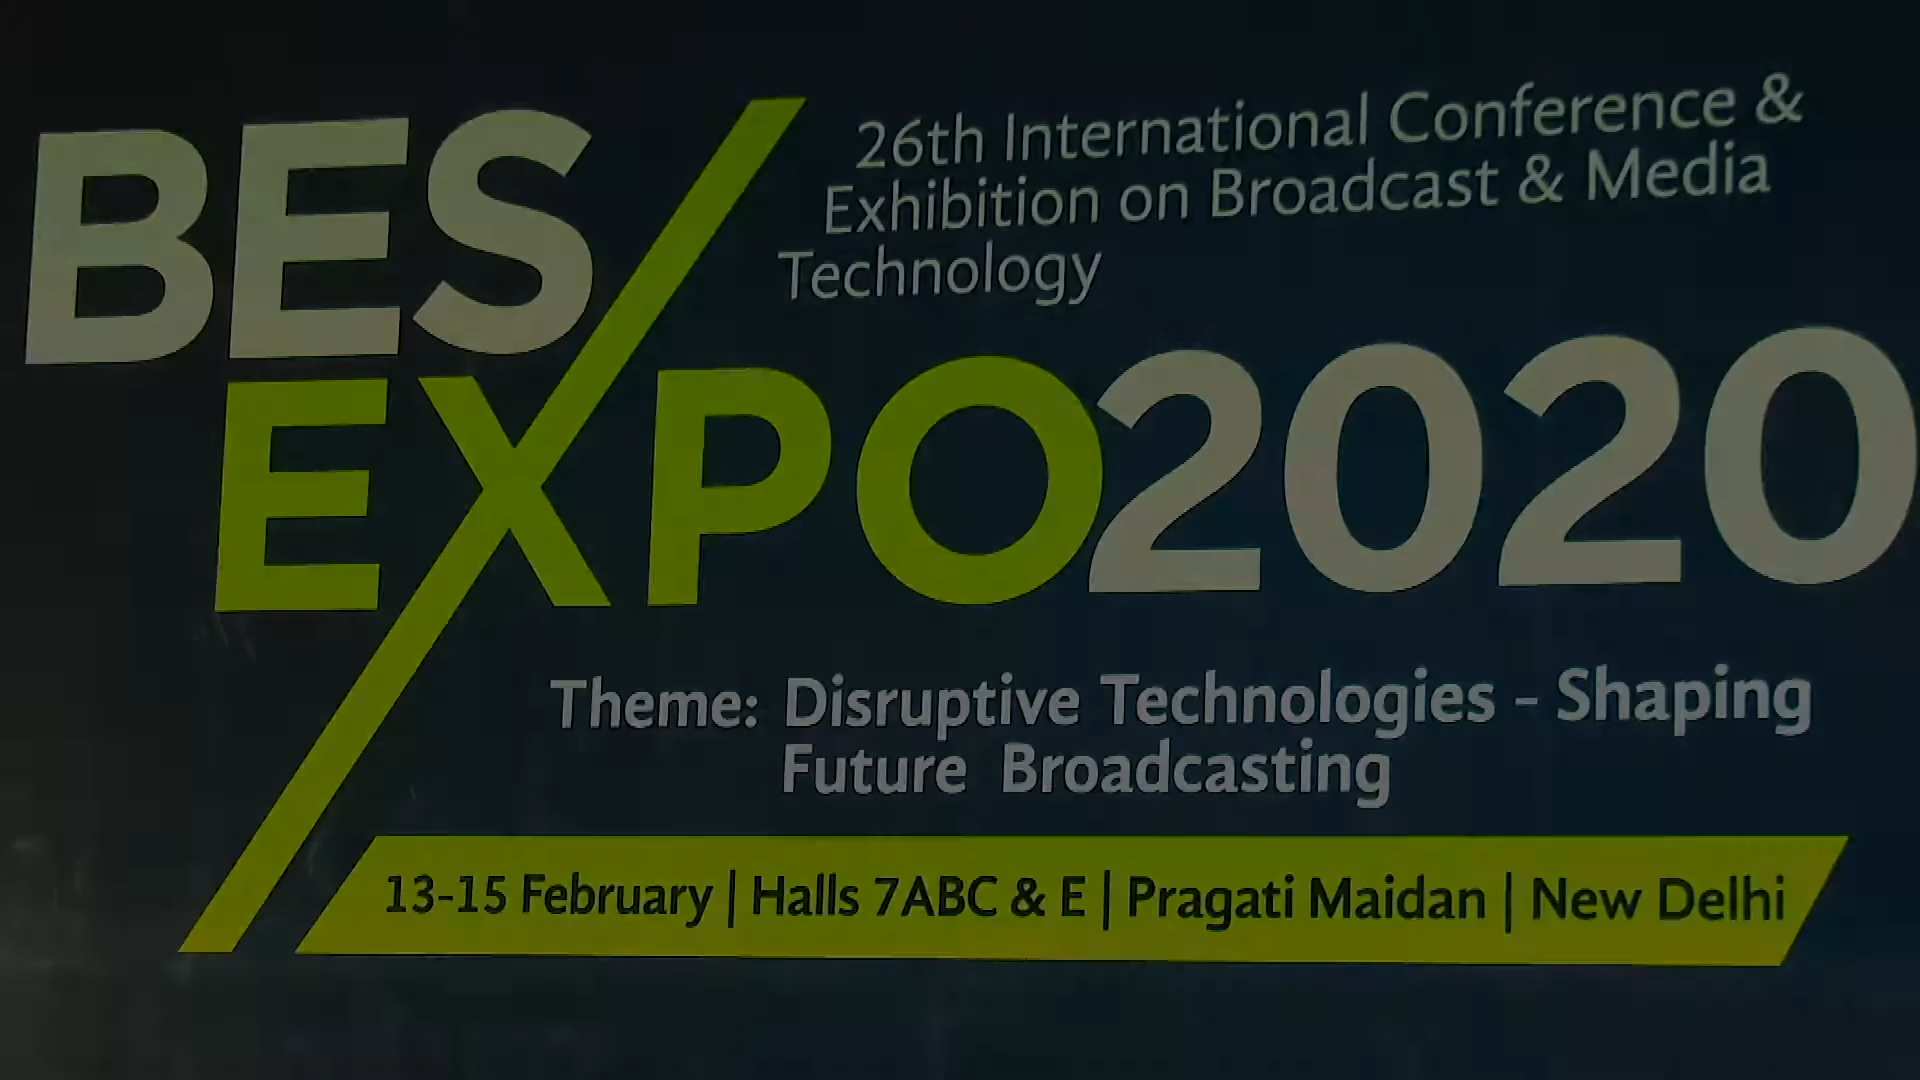 BES
26th International Conference &
Exhibition on Broadcast & Media
Technology
EXPO2020
Theme: Disruptive Technologies - Shaping
Future Broadcasting
13-15 February | Halls 7ABC & E | Pragati Maidan | New Delhi